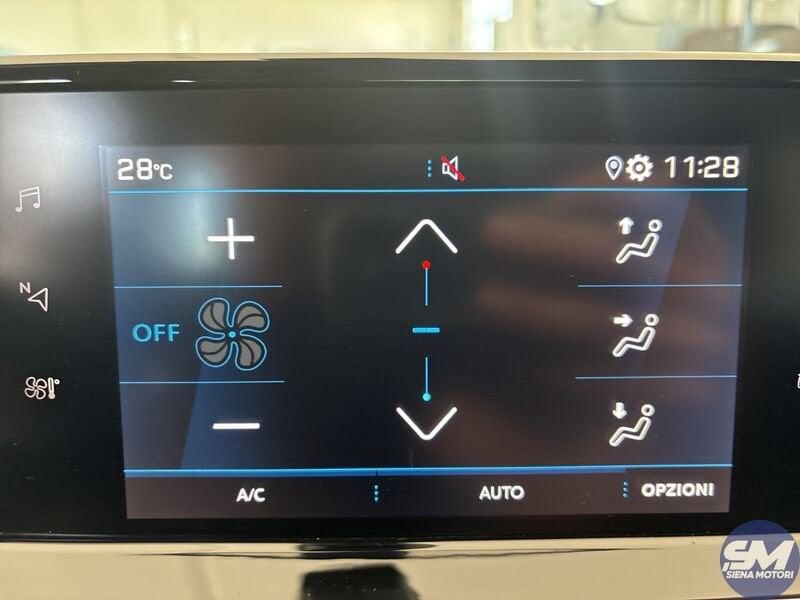 28°C
11:28
N
OFF
A/C
AUTO
OPZIONI
SM
SIENA MOTORI